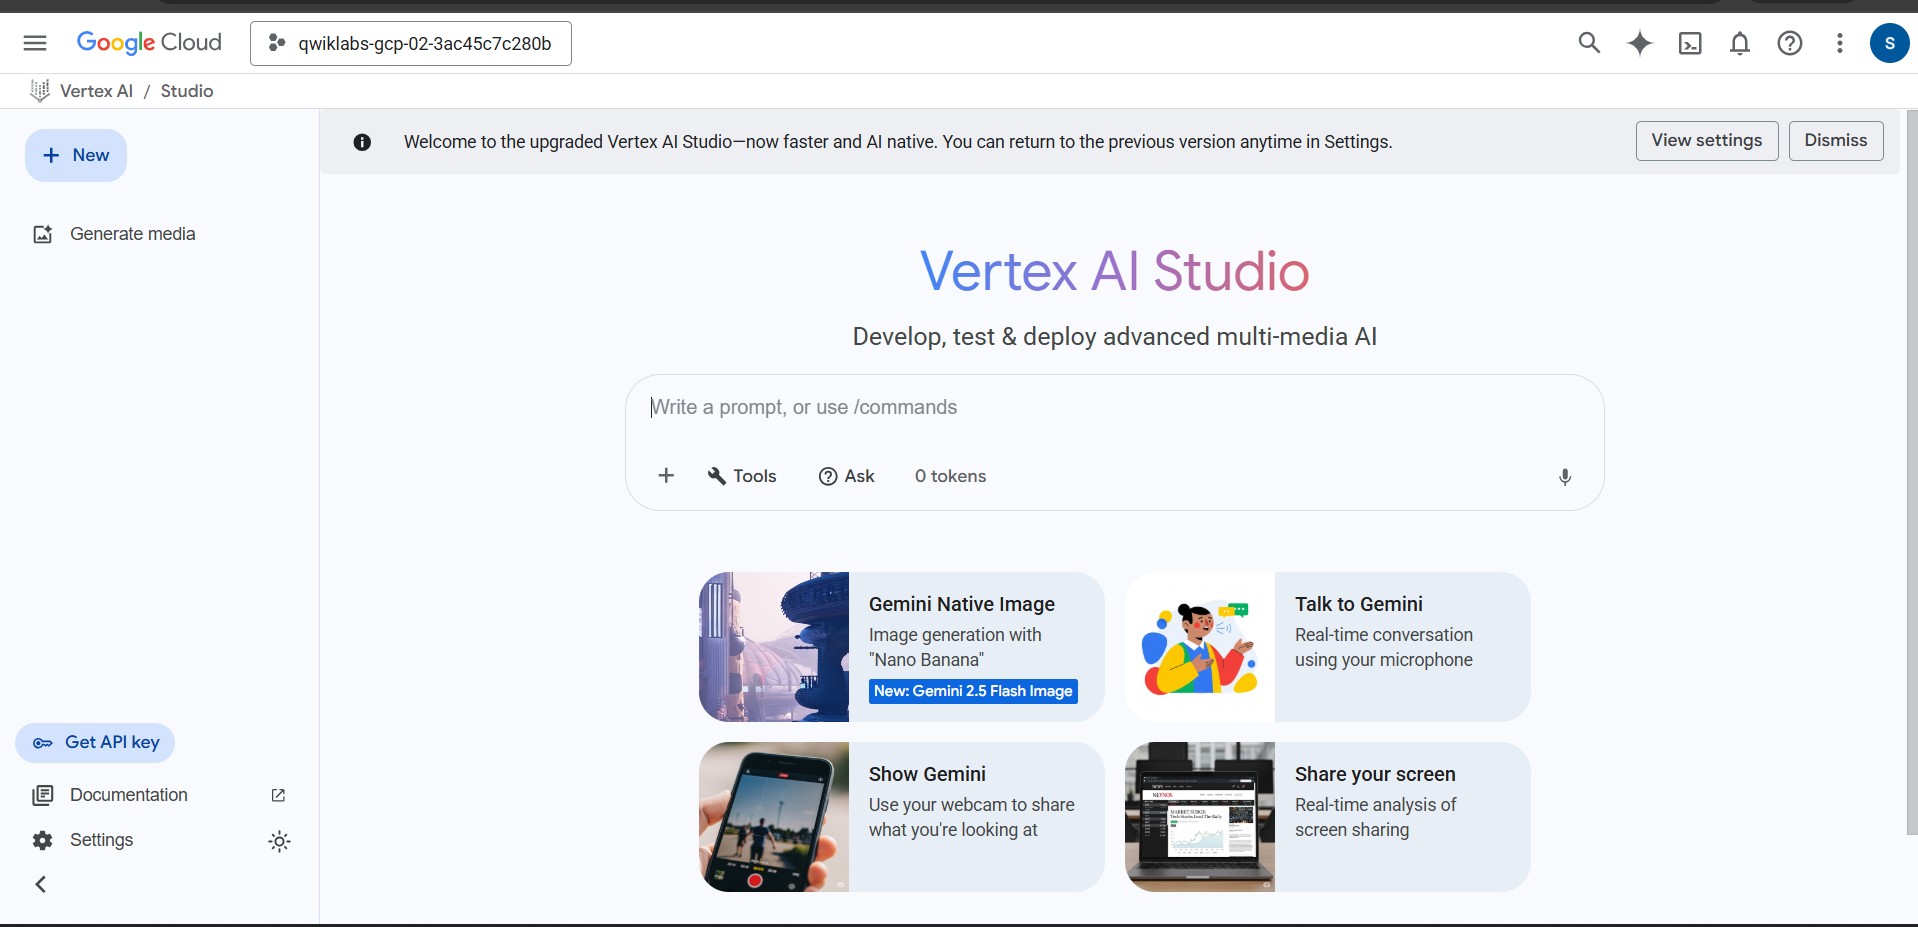 Google Cloud
qwiklabs-gcp-02-3ac45c7c280b
S
Vertex AI / Studio
New
Generate media
Welcome to the upgraded Vertex AI Studio—now faster and AI native. You can return to the previous version anytime in Settings.
View settings
Dismiss
Vertex AI Studio
Develop, test & deploy advanced multi-media AI
Write a prompt, or use /commands
Tools
Ask
0 tokens
Gemini Native Image
Image generation with
"Nano Banana"
New: Gemini 2.5 Flash Image
Talk to Gemini
Real-time conversation
using your microphone
Show Gemini
Use your webcam to share
what you're looking at
Share your screen
Real-time analysis of
screen sharing
Get API key
Documentation
Settings